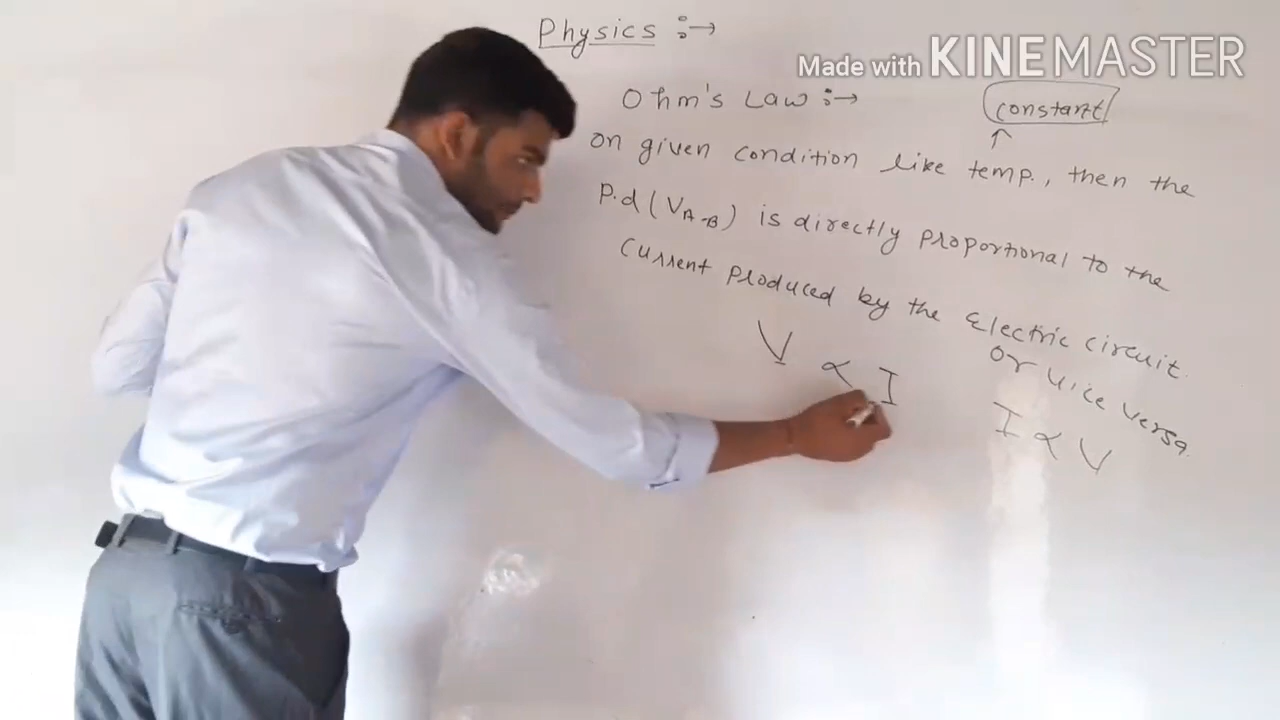 Physics :→
Made with KINEMASTER
Ohm's Law :→
constant
↑
on given condition like temp., then the
P.d (V_A-B) is directly proportional to the
current produced by the Electric circuit.
or vice versa.
V ∝ I
I ∝ V